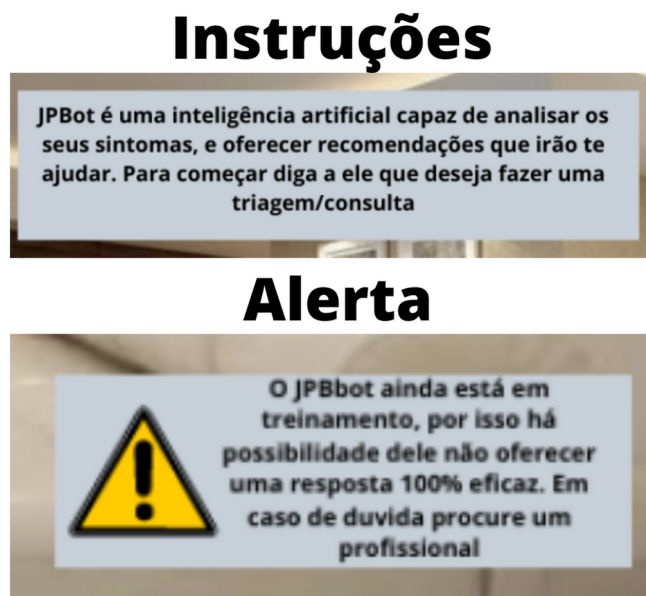 Instruções
JPBot é uma inteligência artificial capaz de analisar os
seus sintomas, e oferecer recomendações que irão te
ajudar. Para começar diga a ele que deseja fazer uma
triagem/consulta
Alerta
O JPBbot ainda está em
treinamento, por isso há
possibilidade dele não oferecer
uma resposta 100% eficaz. Em
caso de duvida procure um
profissional